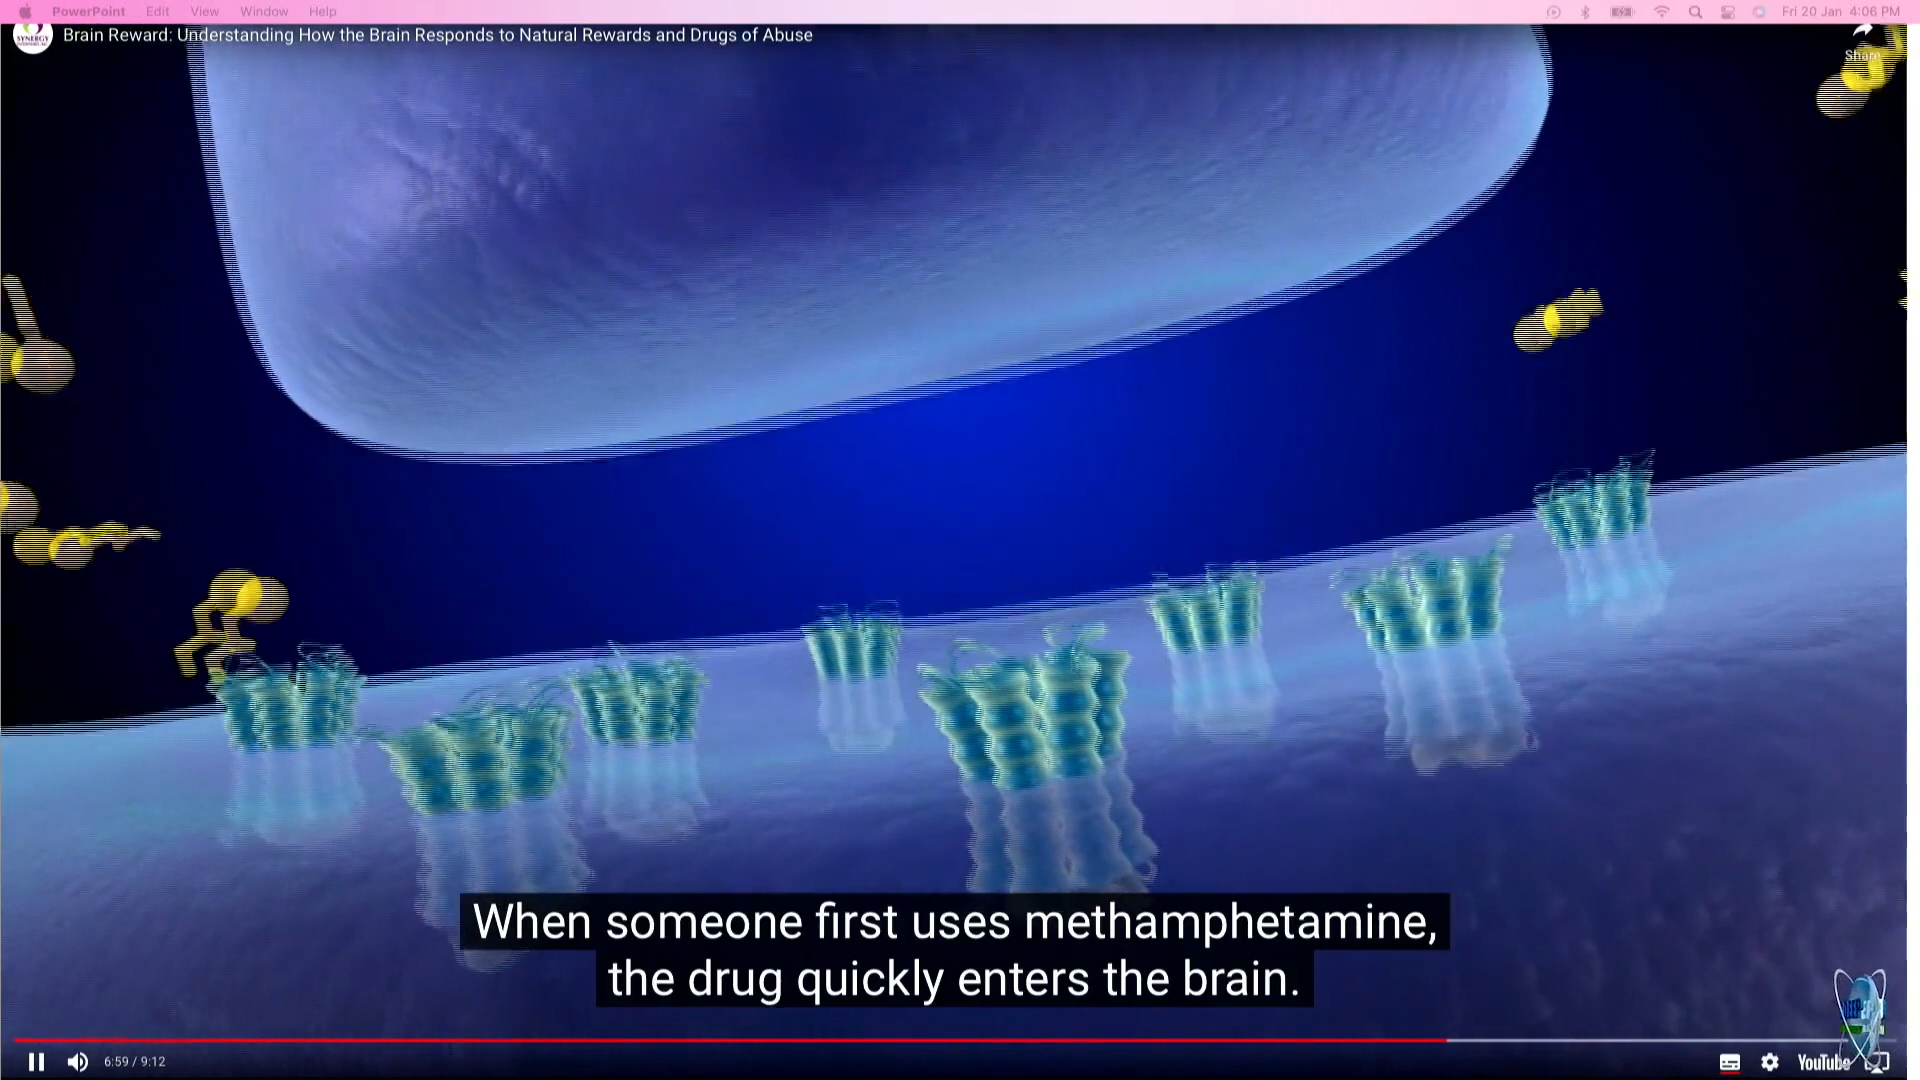 PowerPoint Edit View Window Help Fri 20 Jan 4:06 PM
SYNERGY
Brain Reward: Understanding How the Brain Responds to Natural Rewards and Drugs of Abuse
Share
When someone first uses methamphetamine,
the drug quickly enters the brain.
6:59 / 9:12
YouTube